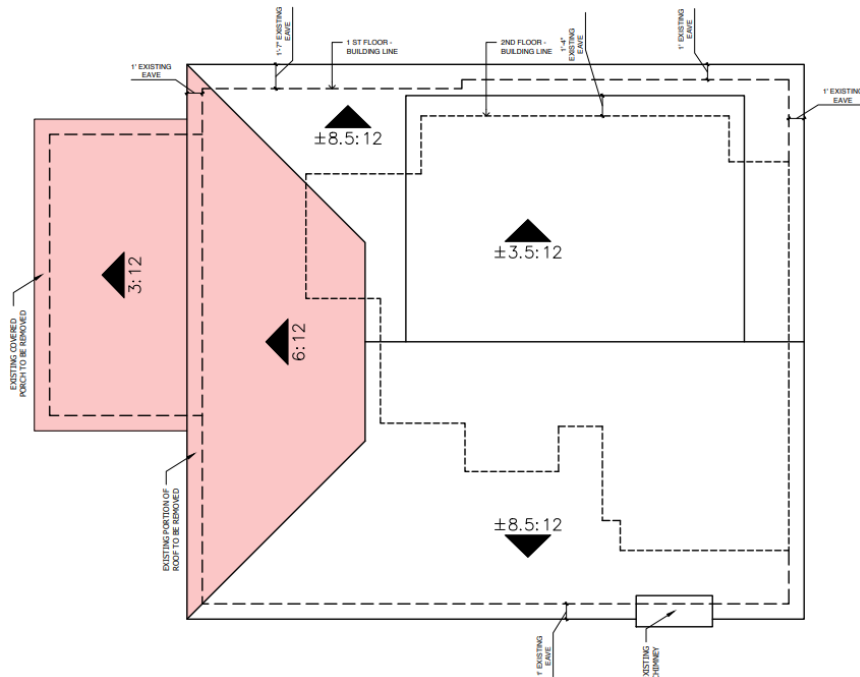 1'-7" EXISTING
EAVE
1 ST FLOOR -
BUILDING LINE
2ND FLOOR -
BUILDING LINE
1'-4"
EXISTING
EAVE
1' EXISTING
EAVE
1' EXISTING
EAVE
1' EXISTING
EAVE
±8.5:12
±3.5:12
3:12
6:12
EXISTING COVERED
PORCH TO BE REMOVED
EXISTING PORTION OF
ROOF TO BE REMOVED
±8.5:12
1' EXISTING
EAVE
EXISTING
CHIMNEY